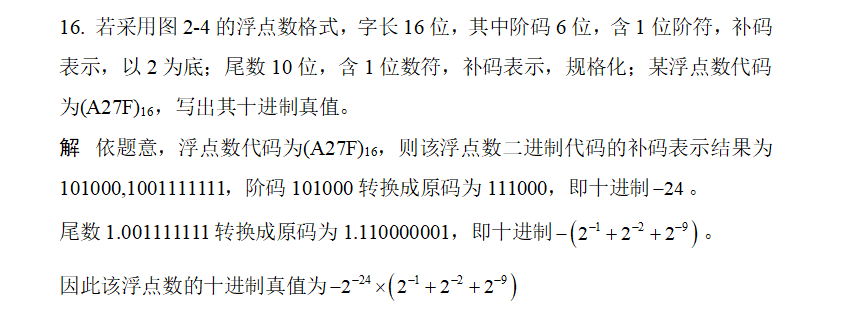 16. 若采用图 2-4 的浮点数格式，字长 16 位，其中阶码 6 位，含 1 位阶符，补码
表示，以 2 为底；尾数 10 位，含 1 位数符，补码表示，规格化；某浮点数代码
为(A27F)₁₆，写出其十进制真值。
解 依题意，浮点数代码为(A27F)₁₆，则该浮点数二进制代码的补码表示结果为
101000,1001111111，阶码 101000 转换成原码为 111000，即十进制 −24 。
尾数 1.001111111 转换成原码为 1.110000001，即十进制 −(2⁻¹ + 2⁻² + 2⁻⁹) 。
因此该浮点数的十进制真值为 −2⁻²⁴ × (2⁻¹ + 2⁻² + 2⁻⁹)